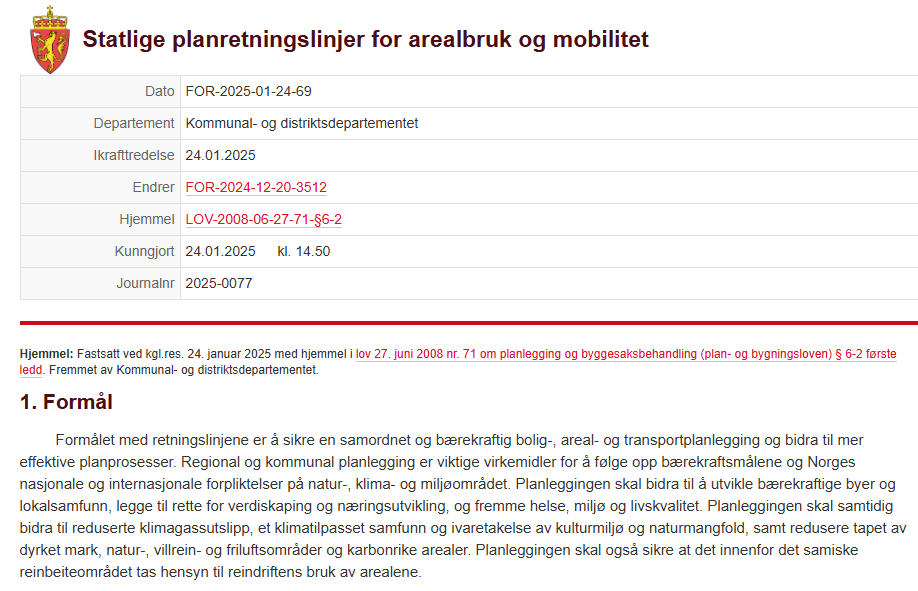 Statlige planretningslinjer for arealbruk og mobilitet
Dato FOR-2025-01-24-69
Departement Kommunal- og distriktsdepartementet
Ikrafttredelse 24.01.2025
Endrer FOR-2024-12-20-3512
Hjemmel LOV-2008-06-27-71-§6-2
Kunngjort 24.01.2025 kl. 14.50
Journalnr 2025-0077
Hjemmel: Fastsatt ved kgl.res. 24. januar 2025 med hjemmel i lov 27. juni 2008 nr. 71 om planlegging og byggesaksbehandling (plan- og bygningsloven) § 6-2 første
ledd. Fremmet av Kommunal- og distriktsdepartementet.
1. Formål
Formålet med retningslinjene er å sikre en samordnet og bærekraftig bolig-, areal- og transportplanlegging og bidra til mer
effektive planprosesser. Regional og kommunal planlegging er viktige virkemidler for å følge opp bærekraftsmålene og Norges
nasjonale og internasjonale forpliktelser på natur-, klima- og miljøområdet. Planleggingen skal bidra til å utvikle bærekraftige byer og
lokalsamfunn, legge til rette for verdiskaping og næringsutvikling, og fremme helse, miljø og livskvalitet. Planleggingen skal samtidig
bidra til reduserte klimagassutslipp, et klimatilpasset samfunn og ivaretakelse av kulturmiljø og naturmangfold, samt redusere tapet av
dyrket mark, natur-, villrein- og friluftsområder og karbonrike arealer. Planleggingen skal også sikre at det innenfor det samiske
reinbeiteområdet tas hensyn til reindriftens bruk av arealene.